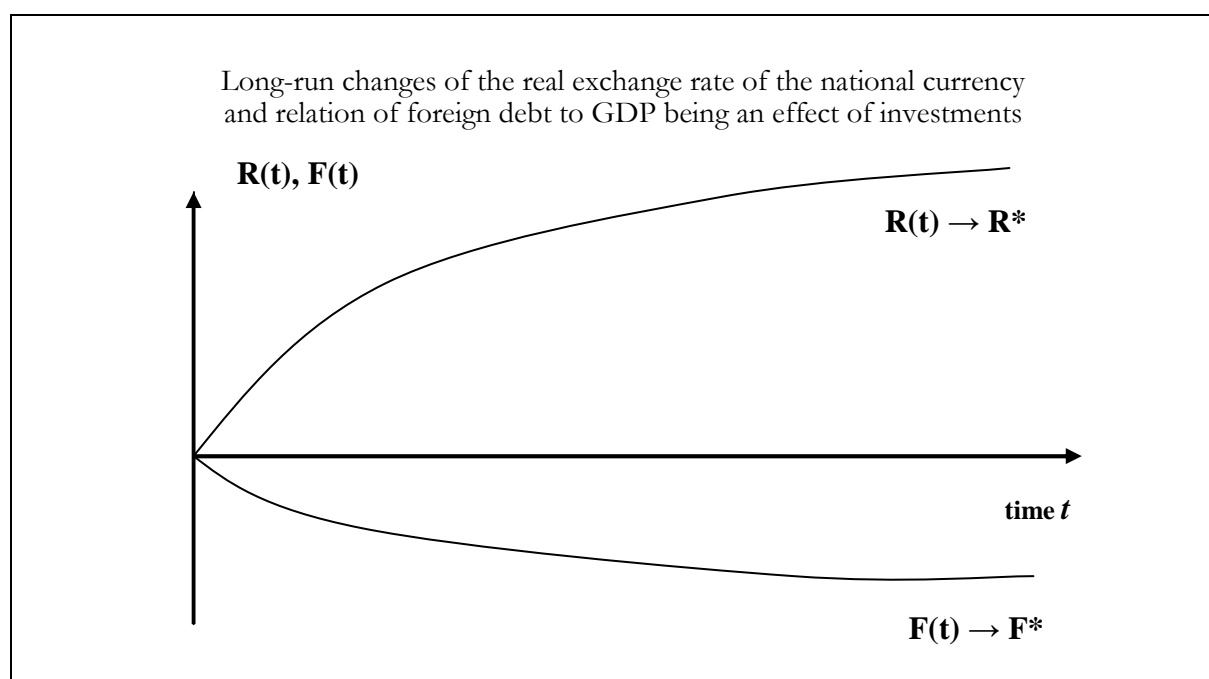 Long-run changes of the real exchange rate of the national currency
and relation of foreign debt to GDP being an effect of investments
R(t), F(t)
R(t) → R*
time t
F(t) → F*